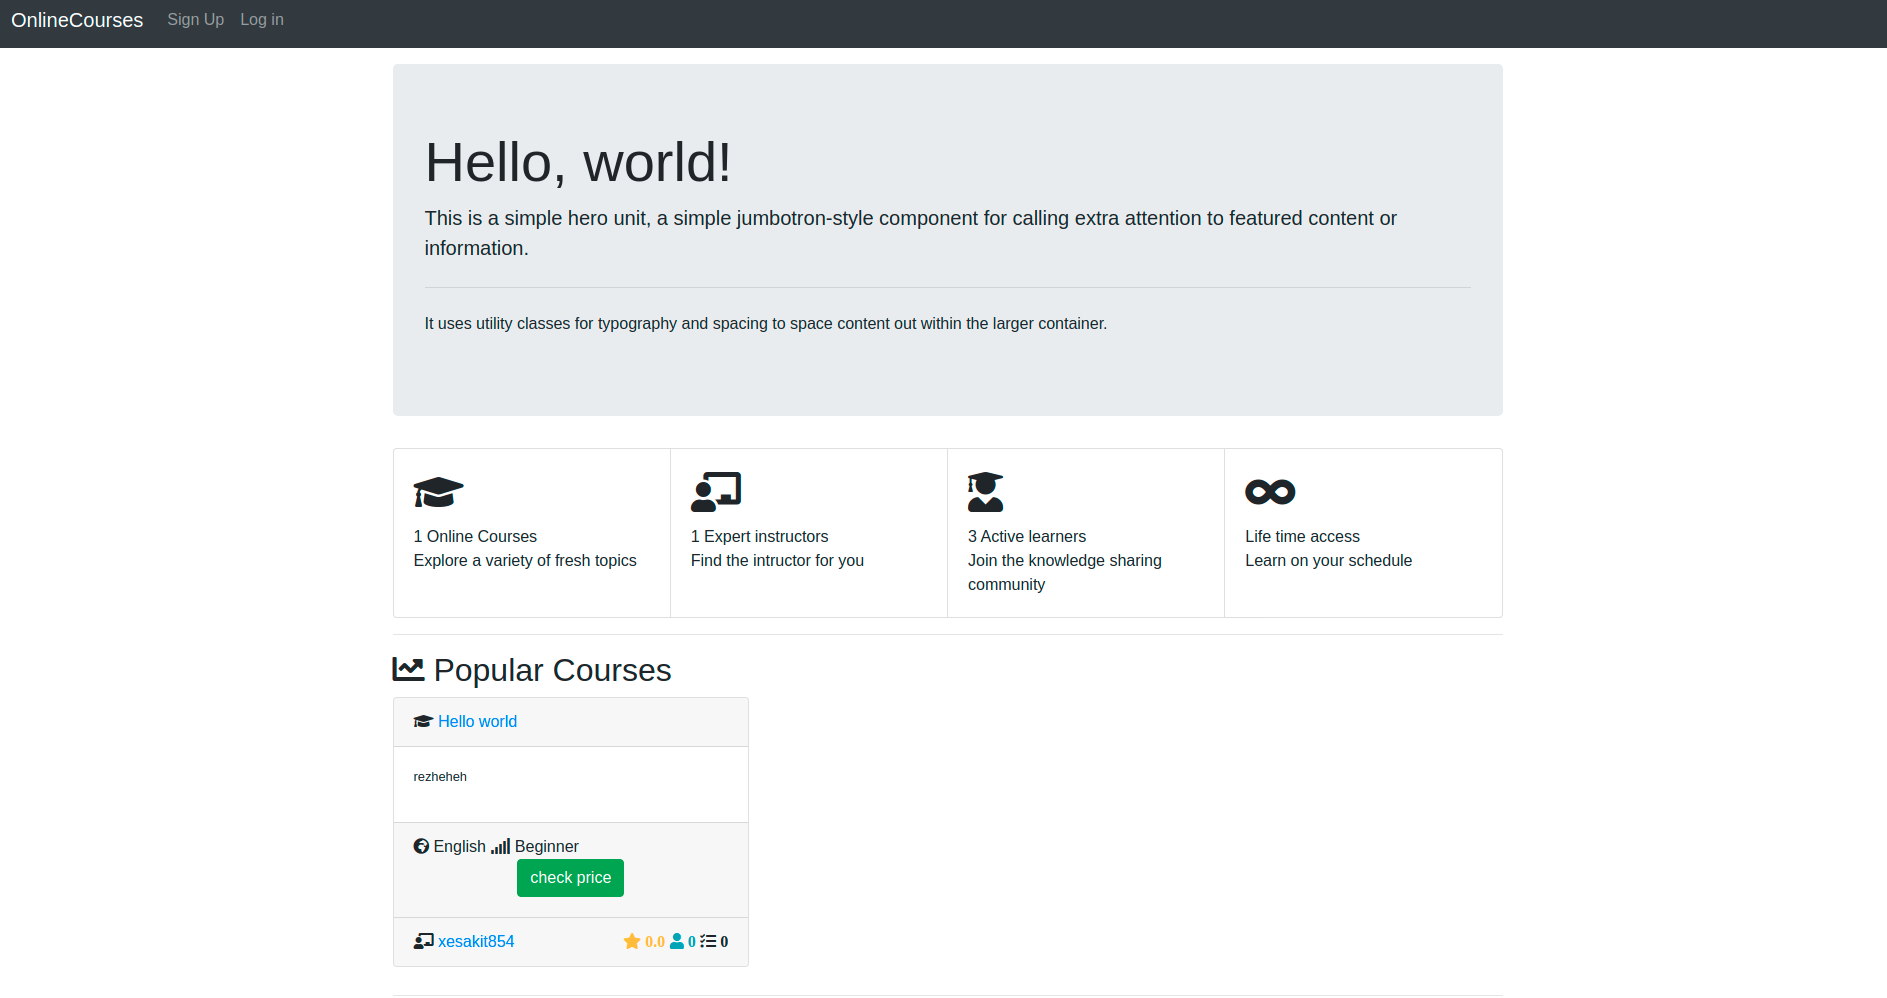 OnlineCourses Sign Up Log in
Hello, world!
This is a simple hero unit, a simple jumbotron-style component for calling extra attention to featured content or
information.
It uses utility classes for typography and spacing to space content out within the larger container.
1 Online Courses
Explore a variety of fresh topics
1 Expert instructors
Find the intructor for you
3 Active learners
Join the knowledge sharing
community
Life time access
Learn on your schedule
Popular Courses
Hello world
rezheheh
English Beginner
check price
xesakit854 0.0 0 0